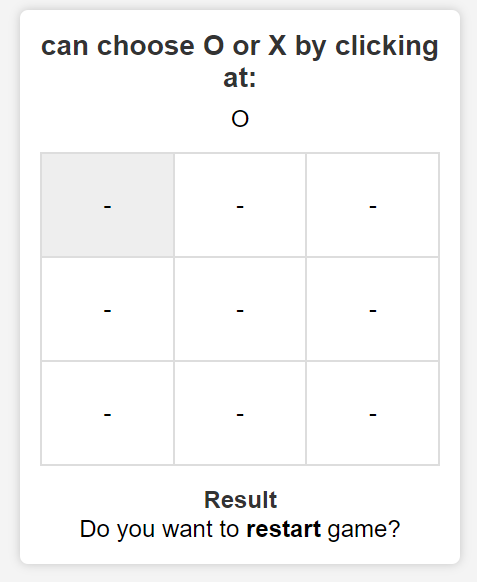 can choose O or X by clicking
at:
O
- - -
- - -
- - -
Result
Do you want to restart game?